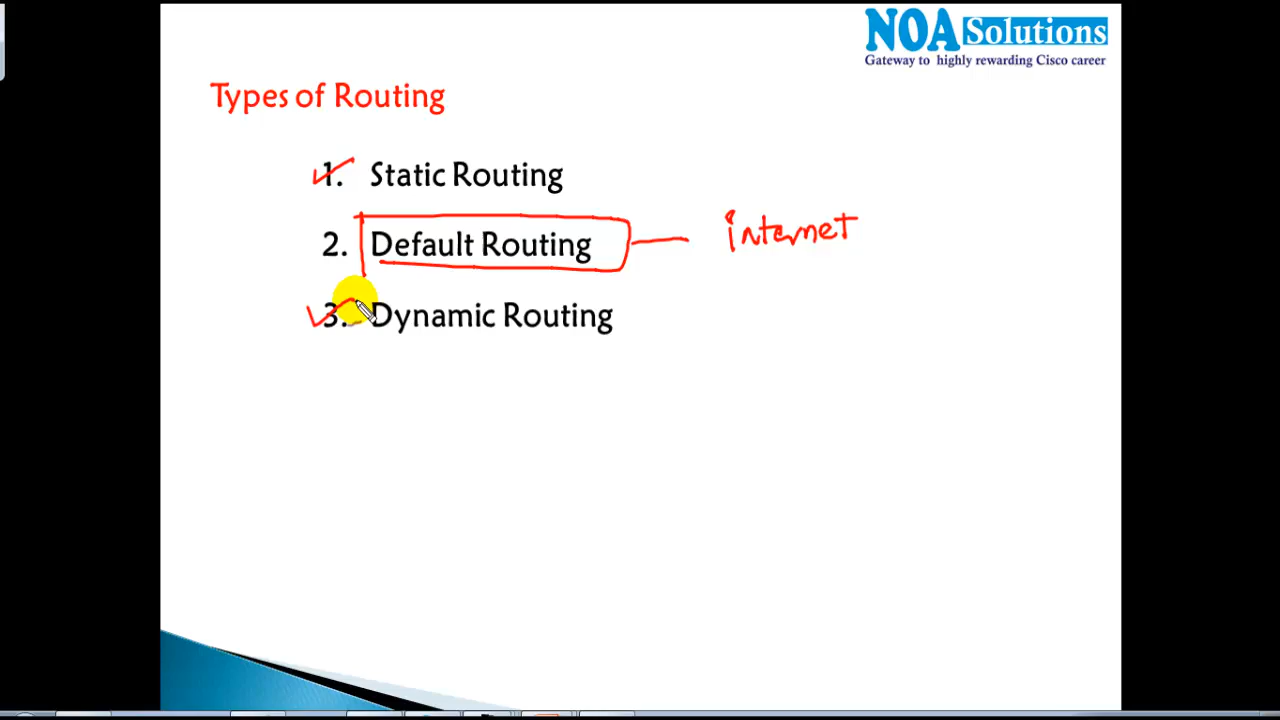 NOA Solutions
Gateway to highly rewarding Cisco career
Types of Routing
1. Static Routing
2. Default Routing internet
3. Dynamic Routing